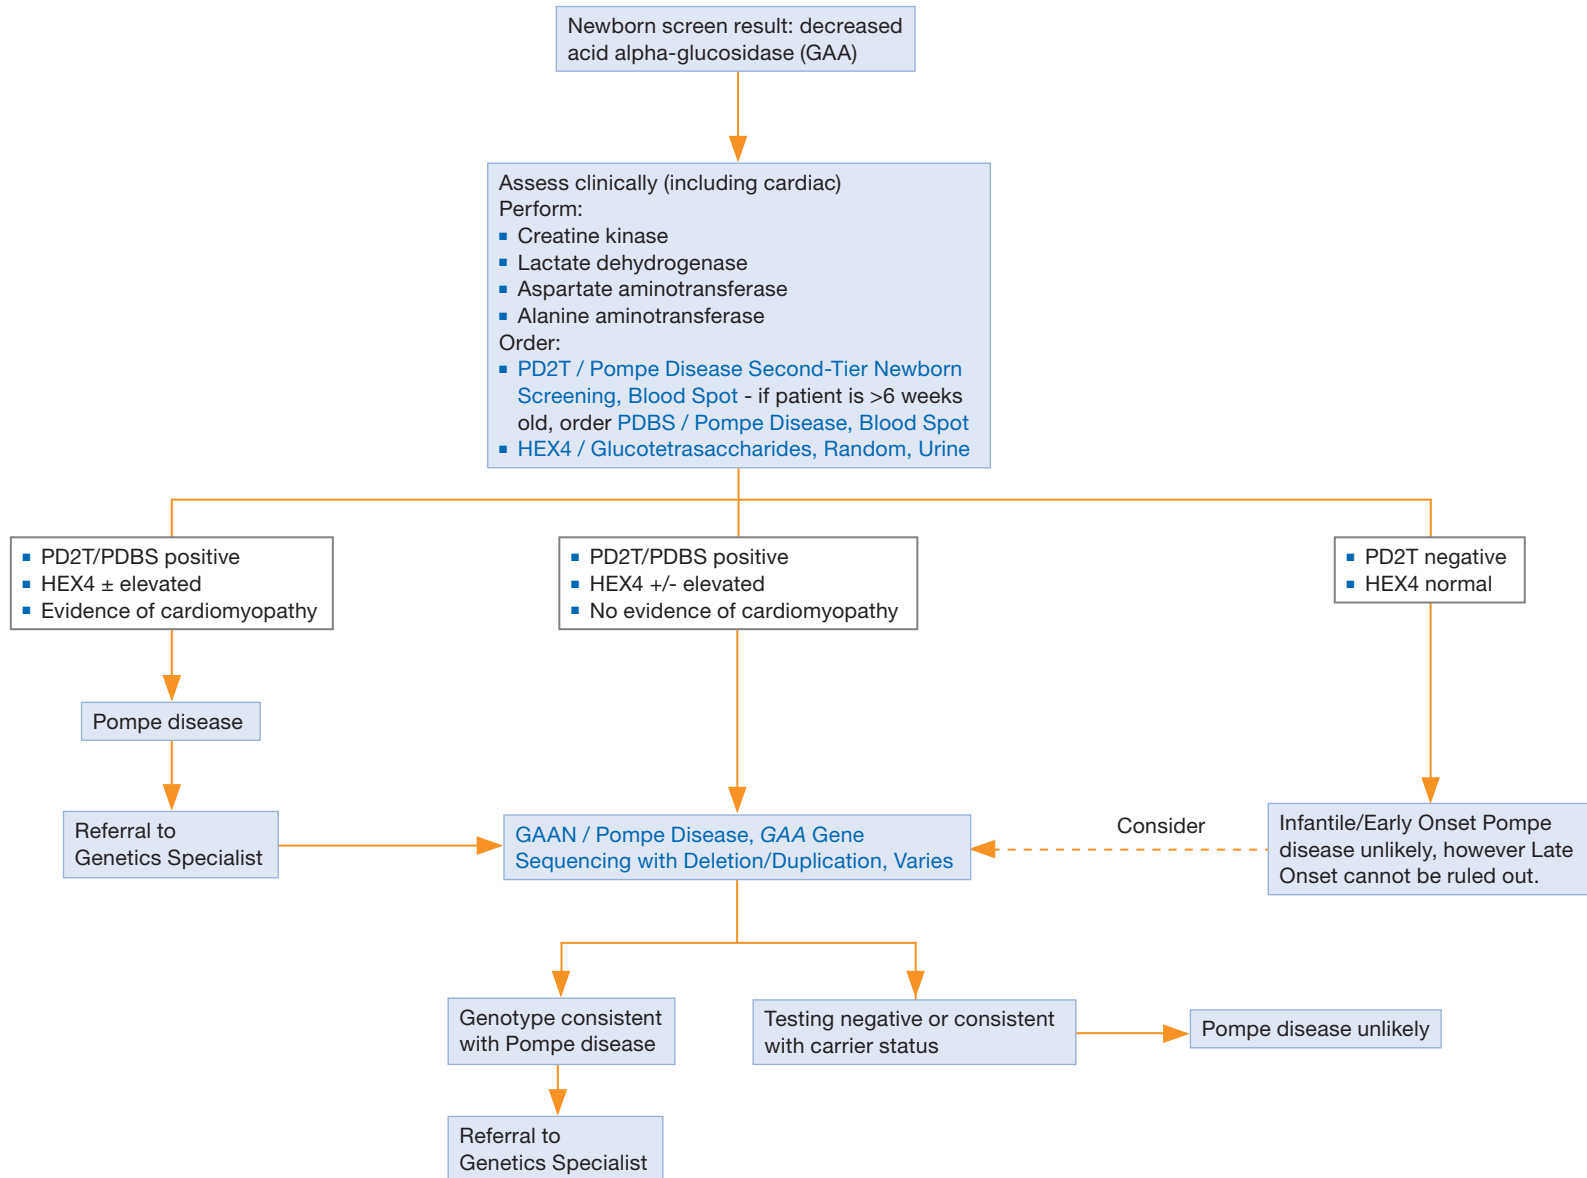 Newborn screen result: decreased
acid alpha-glucosidase (GAA)
Assess clinically (including cardiac)
Perform:
▪ Creatine kinase
▪ Lactate dehydrogenase
▪ Aspartate aminotransferase
▪ Alanine aminotransferase
Order:
▪ PD2T / Pompe Disease Second-Tier Newborn
Screening, Blood Spot - if patient is >6 weeks
old, order PDBS / Pompe Disease, Blood Spot
▪ HEX4 / Glucotetrasaccharides, Random, Urine
▪ PD2T/PDBS positive
▪ HEX4 ± elevated
▪ Evidence of cardiomyopathy
▪ PD2T/PDBS positive
▪ HEX4 +/- elevated
▪ No evidence of cardiomyopathy
▪ PD2T negative
▪ HEX4 normal
Pompe disease
Referral to
Genetics Specialist
GAAN / Pompe Disease, GAA Gene
Sequencing with Deletion/Duplication, Varies
Consider
Infantile/Early Onset Pompe
disease unlikely, however Late
Onset cannot be ruled out.
Genotype consistent
with Pompe disease
Testing negative or consistent
with carrier status
Pompe disease unlikely
Referral to
Genetics Specialist